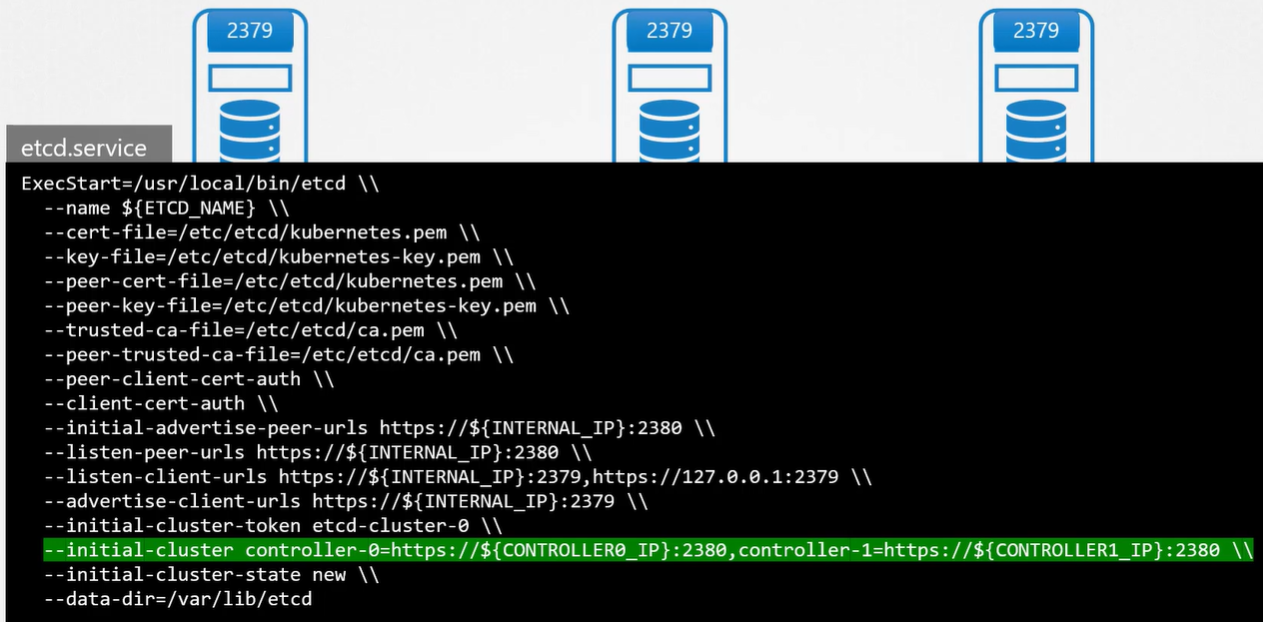 2379 2379 2379
etcd.service
ExecStart=/usr/local/bin/etcd \\
--name ${ETCD_NAME} \\
--cert-file=/etc/etcd/kubernetes.pem \\
--key-file=/etc/etcd/kubernetes-key.pem \\
--peer-cert-file=/etc/etcd/kubernetes.pem \\
--peer-key-file=/etc/etcd/kubernetes-key.pem \\
--trusted-ca-file=/etc/etcd/ca.pem \\
--peer-trusted-ca-file=/etc/etcd/ca.pem \\
--peer-client-cert-auth \\
--client-cert-auth \\
--initial-advertise-peer-urls https://${INTERNAL_IP}:2380 \\
--listen-peer-urls https://${INTERNAL_IP}:2380 \\
--listen-client-urls https://${INTERNAL_IP}:2379,https://127.0.0.1:2379 \\
--advertise-client-urls https://${INTERNAL_IP}:2379 \\
--initial-cluster-token etcd-cluster-0 \\
--initial-cluster controller-0=https://${CONTROLLER0_IP}:2380,controller-1=https://${CONTROLLER1_IP}:2380 \\
--initial-cluster-state new \\
--data-dir=/var/lib/etcd